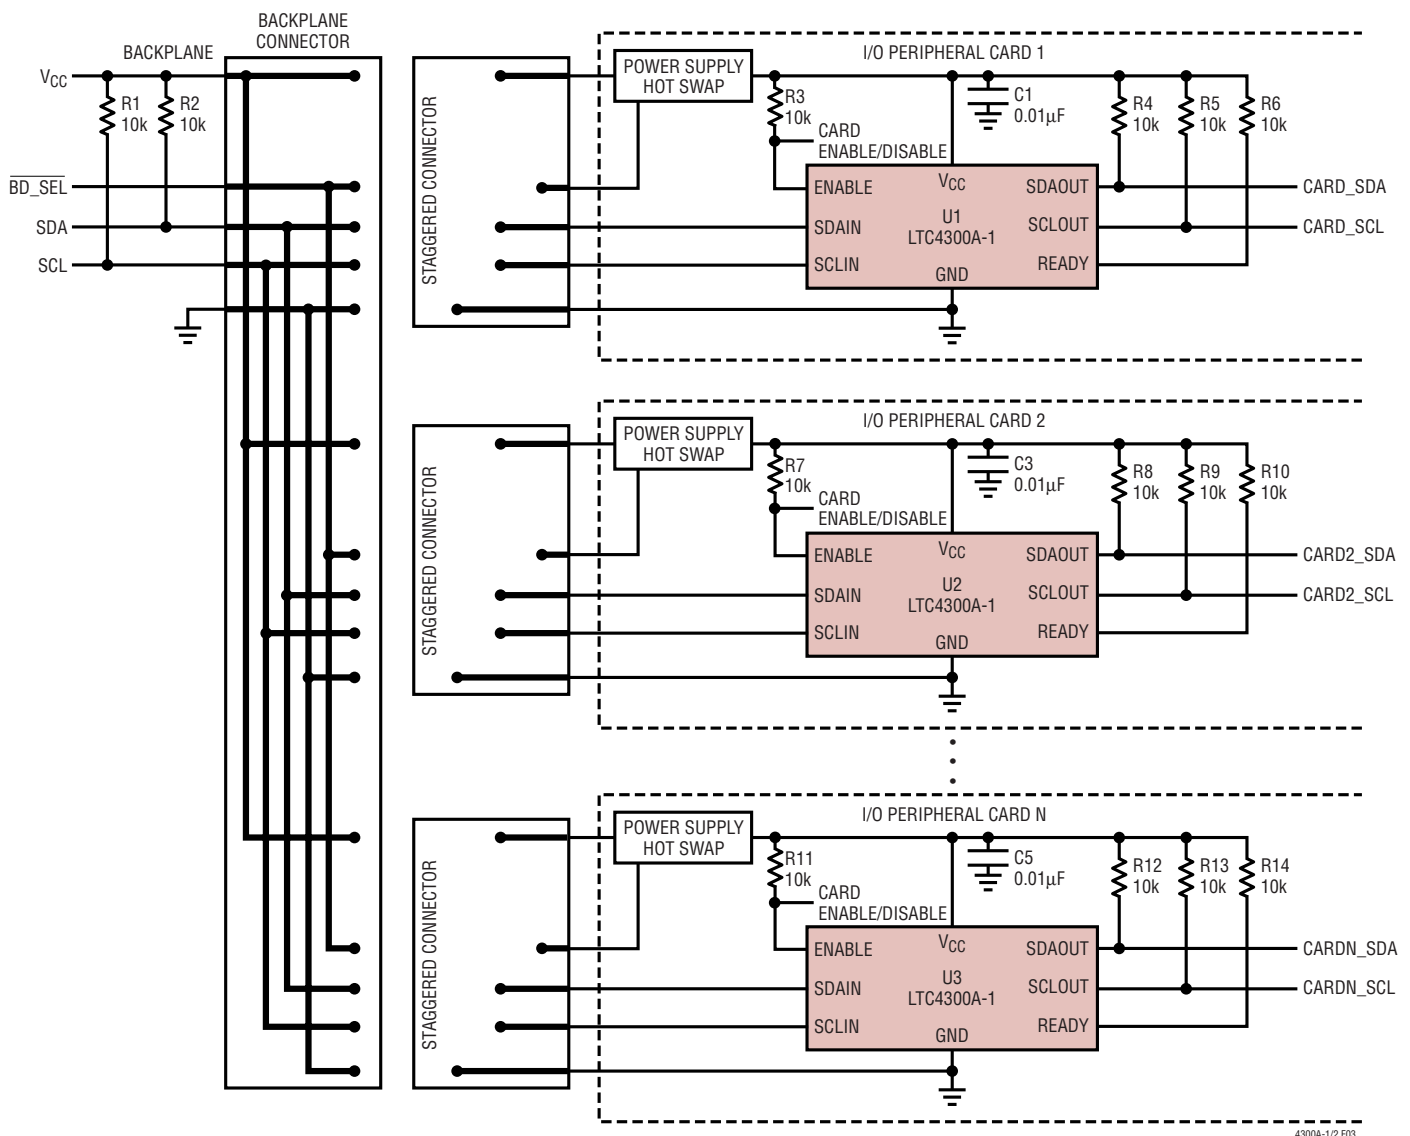 BACKPLANE
CONNECTOR
BACKPLANE
VCC
R1
10k
R2
10k
BD_SEL
SDA
SCL
STAGGERED CONNECTOR
I/O PERIPHERAL CARD 1
POWER SUPPLY
HOT SWAP
R3
10k
CARD
ENABLE/DISABLE
C1
0.01µF
R4
10k
R5
10k
R6
10k
ENABLE
VCC
SDAOUT
CARD_SDA
SDAIN
U1
LTC4300A-1
SCLOUT
CARD_SCL
SCLIN
GND
READY
STAGGERED CONNECTOR
I/O PERIPHERAL CARD 2
POWER SUPPLY
HOT SWAP
R7
10k
CARD
ENABLE/DISABLE
C3
0.01µF
R8
10k
R9
10k
R10
10k
ENABLE
VCC
SDAOUT
CARD2_SDA
SDAIN
U2
LTC4300A-1
SCLOUT
CARD2_SCL
SCLIN
GND
READY
STAGGERED CONNECTOR
I/O PERIPHERAL CARD N
POWER SUPPLY
HOT SWAP
R11
10k
CARD
ENABLE/DISABLE
C5
0.01µF
R12
10k
R13
10k
R14
10k
ENABLE
VCC
SDAOUT
CARDN_SDA
SDAIN
U3
LTC4300A-1
SCLOUT
CARDN_SCL
SCLIN
GND
READY
4300A-1/2 F03